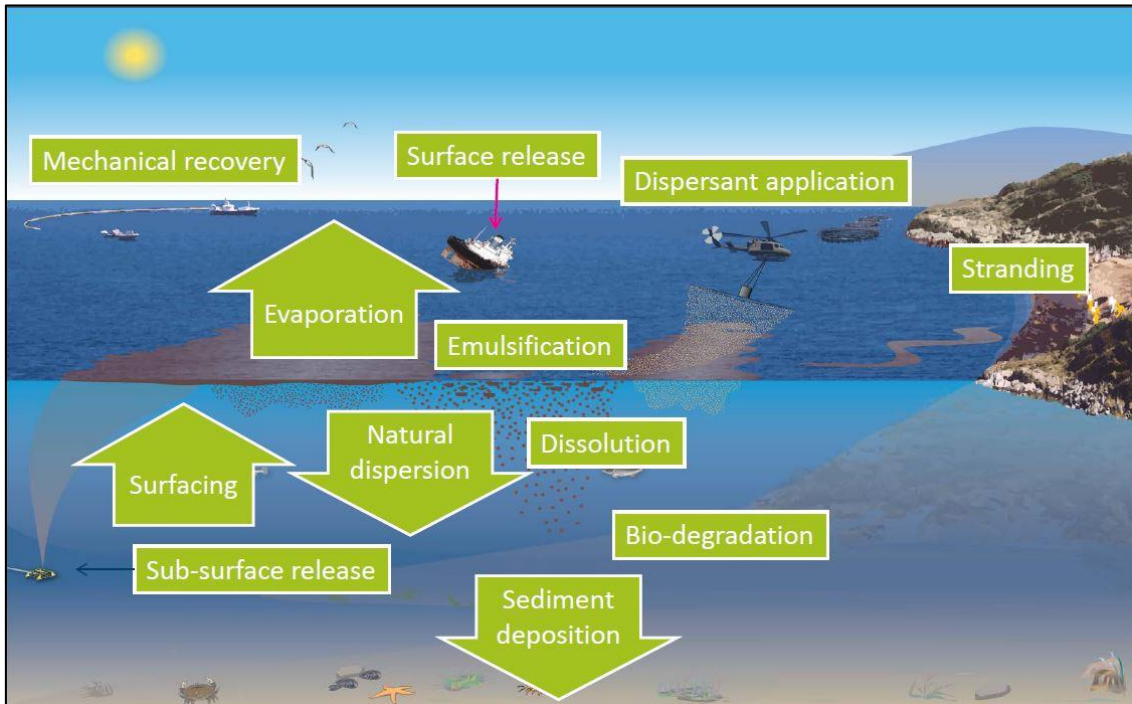 Mechanical recovery
Surface release
Dispersant application
Stranding
Evaporation
Emulsification
Natural
dispersion
Dissolution
Surfacing
Bio-degradation
Sub-surface release
Sediment
deposition